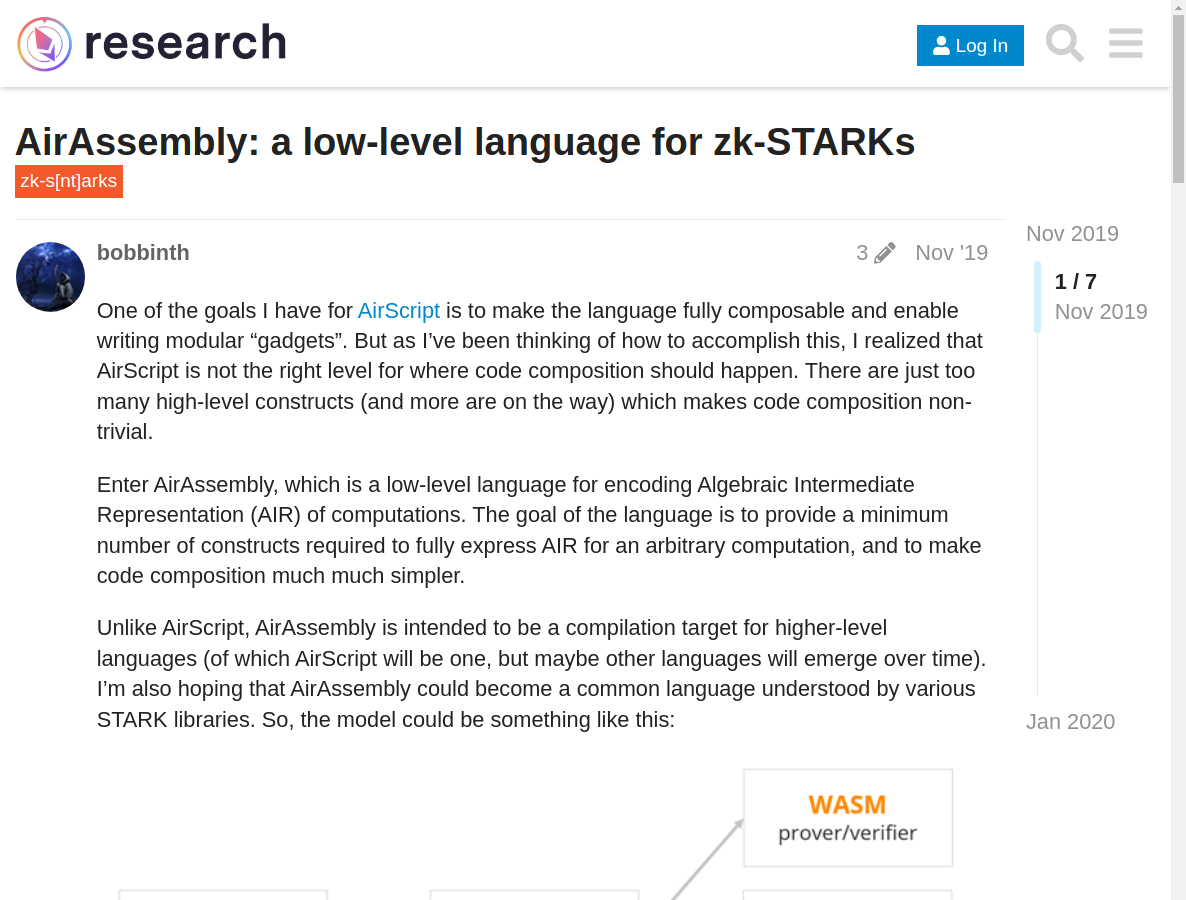 research
Log In
AirAssembly: a low-level language for zk-STARKs
zk-s[nt]arks
bobbinth
3
Nov '19
Nov 2019
1 / 7
Nov 2019
One of the goals I have for AirScript is to make the language fully composable and enable
writing modular “gadgets”. But as I’ve been thinking of how to accomplish this, I realized that
AirScript is not the right level for where code composition should happen. There are just too
many high-level constructs (and more are on the way) which makes code composition non-
trivial.
Enter AirAssembly, which is a low-level language for encoding Algebraic Intermediate
Representation (AIR) of computations. The goal of the language is to provide a minimum
number of constructs required to fully express AIR for an arbitrary computation, and to make
code composition much much simpler.
Unlike AirScript, AirAssembly is intended to be a compilation target for higher-level
languages (of which AirScript will be one, but maybe other languages will emerge over time).
I’m also hoping that AirAssembly could become a common language understood by various
STARK libraries. So, the model could be something like this:
Jan 2020
WASM
prover/verifier